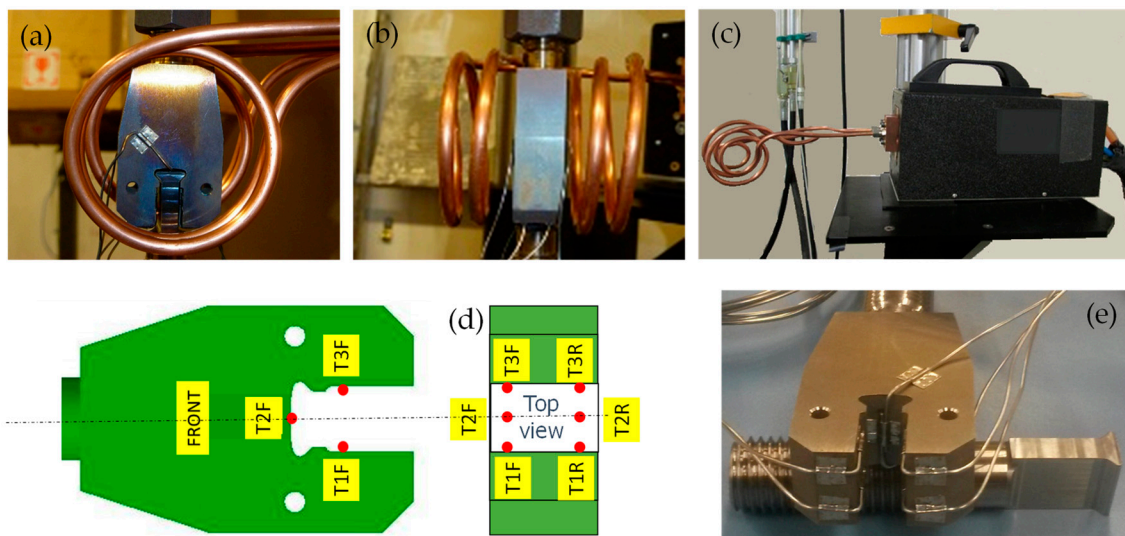 (a)
(b)
(c)
(d)
(e)
FRONT
T2F
T3F
T1F
T2F
T3F
T3R
Top
view
T2R
T1F
T1R